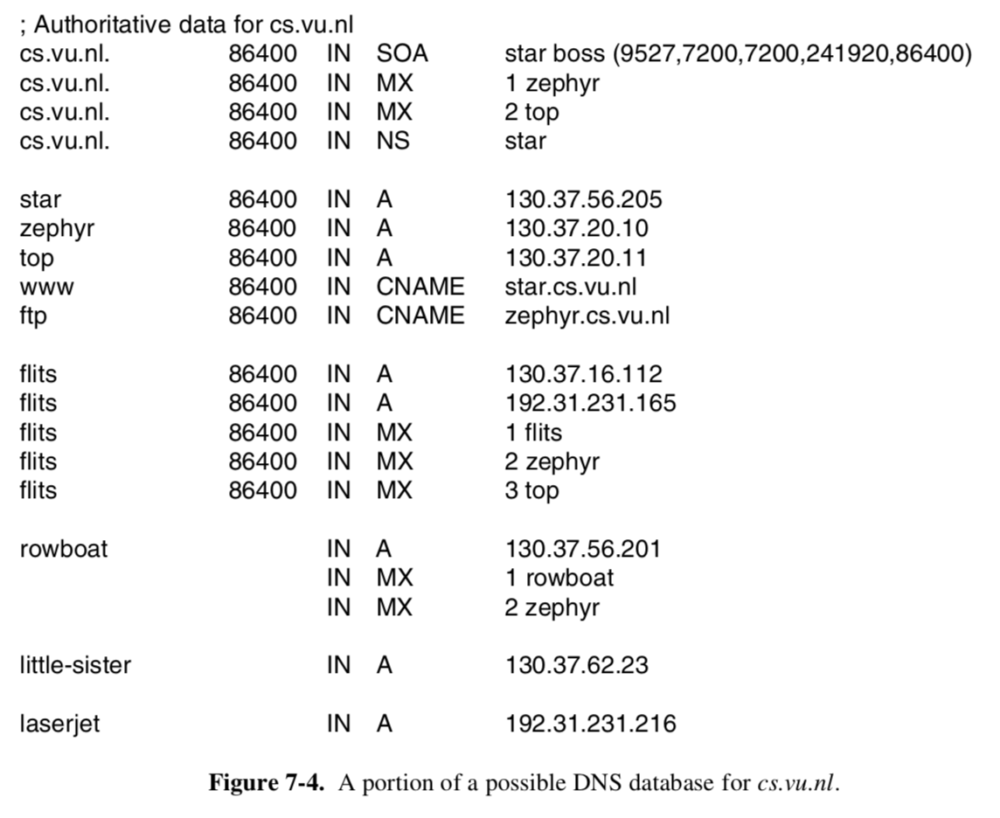 ; Authoritative data for cs.vu.nl
cs.vu.nl. 86400 IN SOA star boss (9527,7200,7200,241920,86400)
cs.vu.nl. 86400 IN MX 1 zephyr
cs.vu.nl. 86400 IN MX 2 top
cs.vu.nl. 86400 IN NS star
star 86400 IN A 130.37.56.205
zephyr 86400 IN A 130.37.20.10
top 86400 IN A 130.37.20.11
www 86400 IN CNAME star.cs.vu.nl
ftp 86400 IN CNAME zephyr.cs.vu.nl
flits 86400 IN A 130.37.16.112
flits 86400 IN A 192.31.231.165
flits 86400 IN MX 1 flits
flits 86400 IN MX 2 zephyr
flits 86400 IN MX 3 top
rowboat IN A 130.37.56.201
IN MX 1 rowboat
IN MX 2 zephyr
little-sister IN A 130.37.62.23
laserjet IN A 192.31.231.216
Figure 7-4. A portion of a possible DNS database for cs.vu.nl.